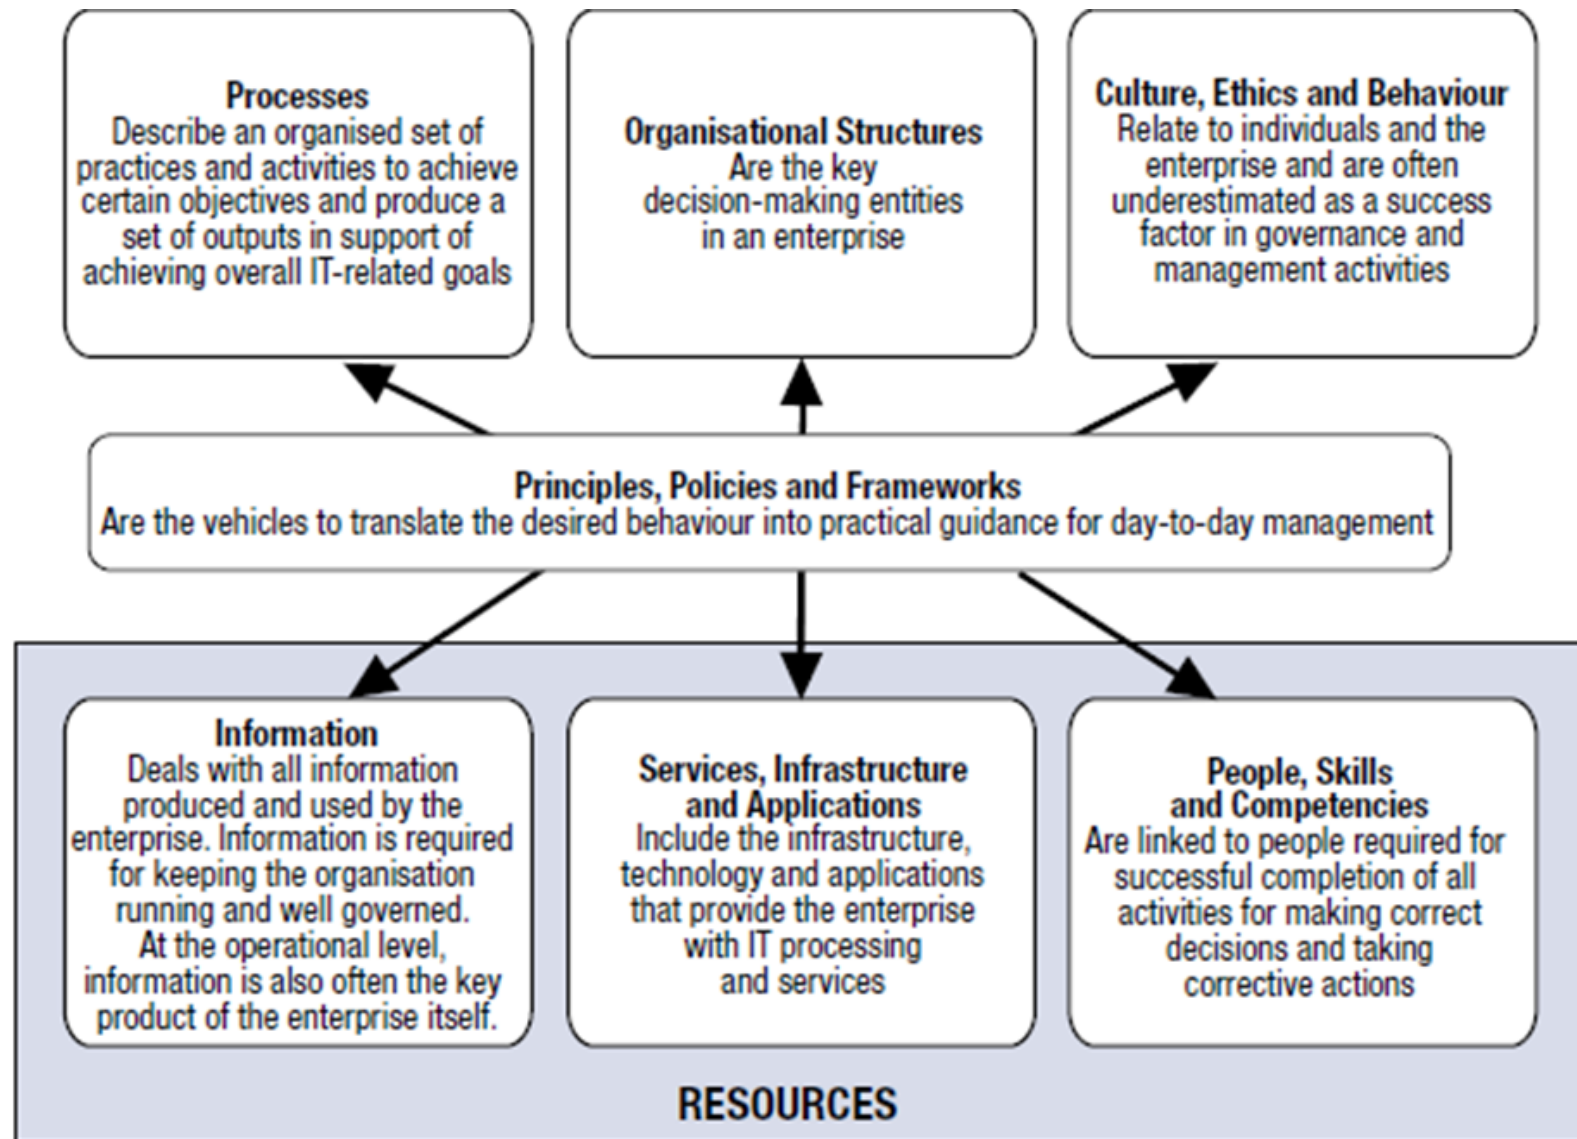 Processes
Describe an organised set of
practices and activities to achieve
certain objectives and produce a
set of outputs in support of
achieving overall IT-related goals
Organisational Structures
Are the key
decision-making entities
in an enterprise
Culture, Ethics and Behaviour
Relate to individuals and the
enterprise and are often
underestimated as a success
factor in governance and
management activities
Principles, Policies and Frameworks
Are the vehicles to translate the desired behaviour into practical guidance for day-to-day management
Information
Deals with all information
produced and used by the
enterprise. Information is required
for keeping the organisation
running and well governed.
At the operational level,
information is also often the key
product of the enterprise itself.
Services, Infrastructure
and Applications
Include the infrastructure,
technology and applications
that provide the enterprise
with IT processing
and services
People, Skills
and Competencies
Are linked to people required for
successful completion of all
activities for making correct
decisions and taking
corrective actions
RESOURCES